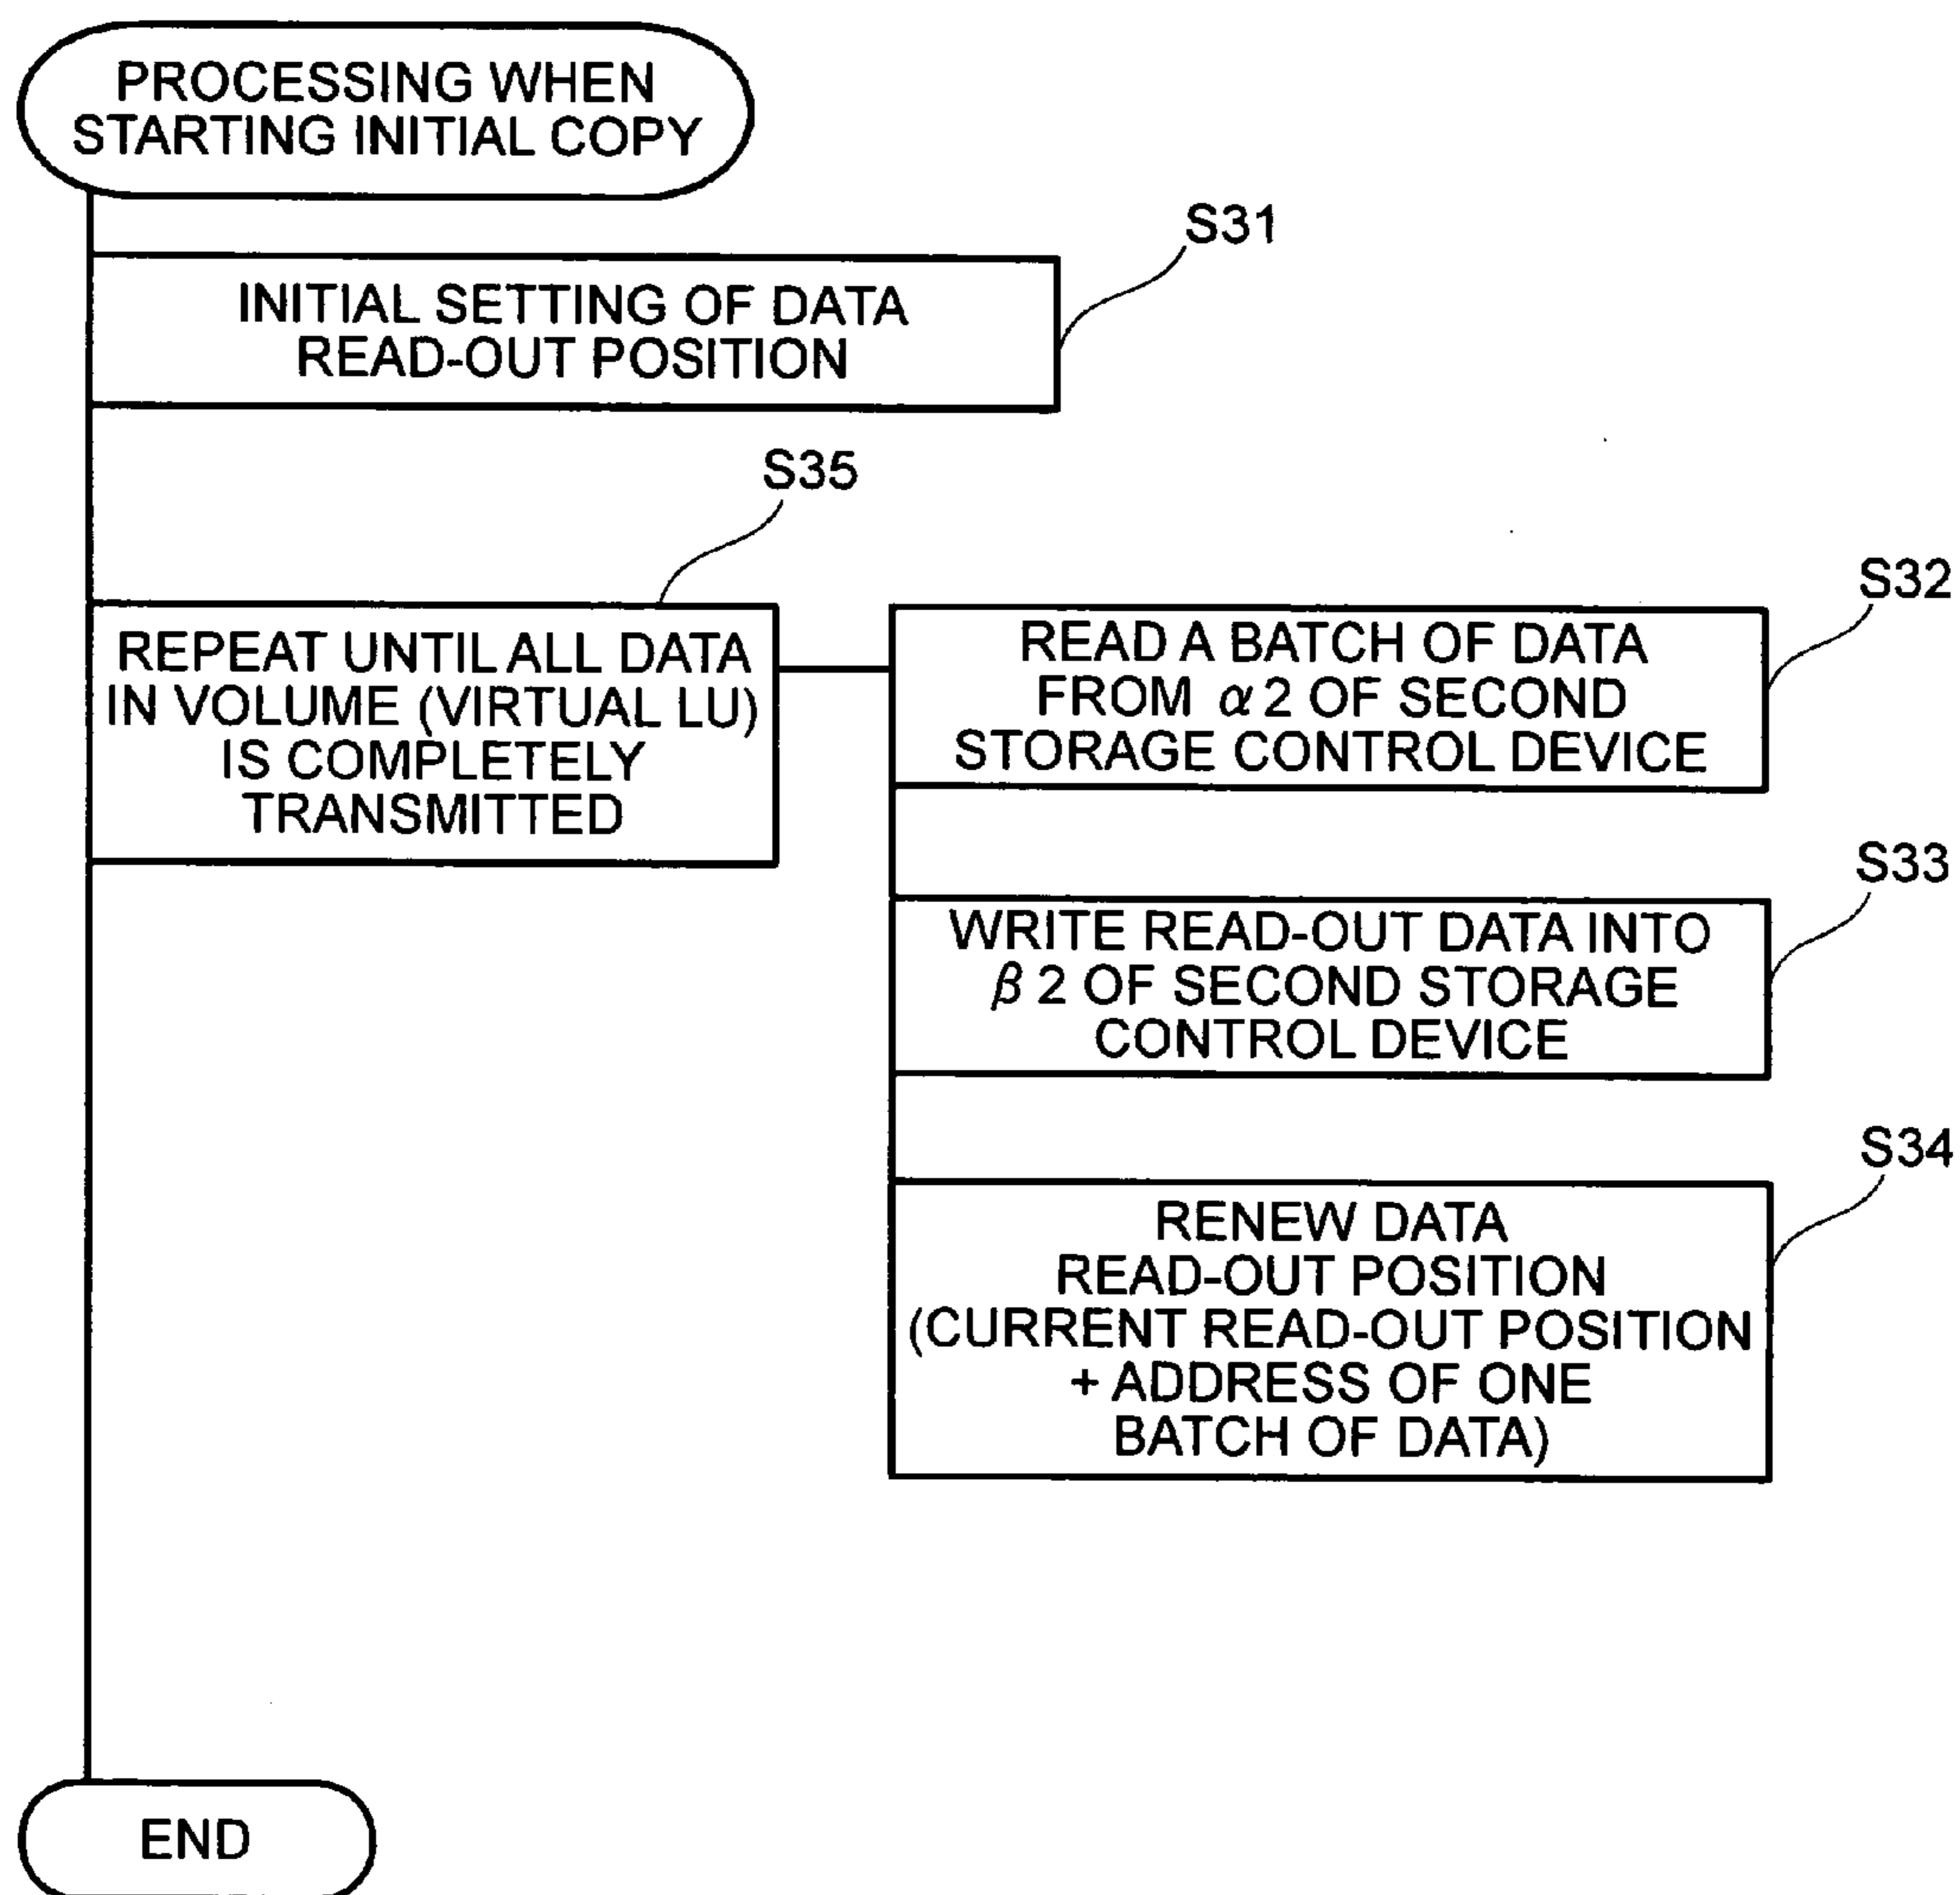 PROCESSING WHEN
STARTING INITIAL COPY
S31
INITIAL SETTING OF DATA
READ-OUT POSITION
S35
REPEAT UNTIL ALL DATA
IN VOLUME (VIRTUAL LU)
IS COMPLETELY
TRANSMITTED
S32
READ A BATCH OF DATA
FROM α2 OF SECOND
STORAGE CONTROL DEVICE
S33
WRITE READ-OUT DATA INTO
β2 OF SECOND STORAGE
CONTROL DEVICE
S34
RENEW DATA
READ-OUT POSITION
(CURRENT READ-OUT POSITION
+ ADDRESS OF ONE
BATCH OF DATA)
END